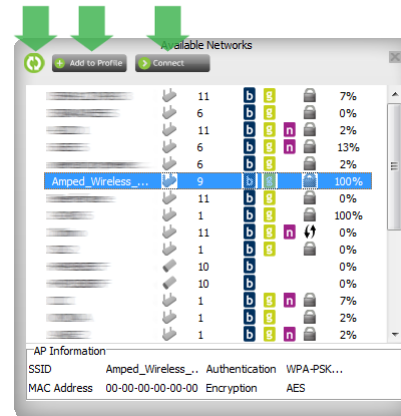 Available Networks
Add to Profile Connect
11 b g 7%
6 b g 0%
11 b g n 2%
6 b g n 13%
6 b g 2%
Amped_Wireless_... 9 b g 100%
11 b g 0%
1 b g 100%
11 b g n 0%
1 b g 0%
10 b 0%
10 b 0%
1 b g n 7%
1 b g n 2%
1 b g n 2%
AP Information
SSID Amped_Wireless_.. Authentication WPA-PSK...
MAC Address 00-00-00-00-00-00 Encryption AES